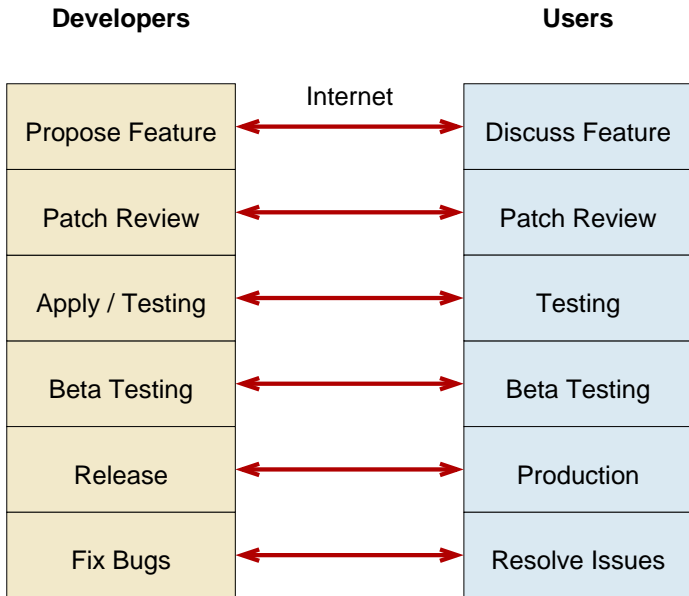 Developers
Users
Internet
Propose Feature
Discuss Feature
Patch Review
Patch Review
Apply / Testing
Testing
Beta Testing
Beta Testing
Release
Production
Fix Bugs
Resolve Issues